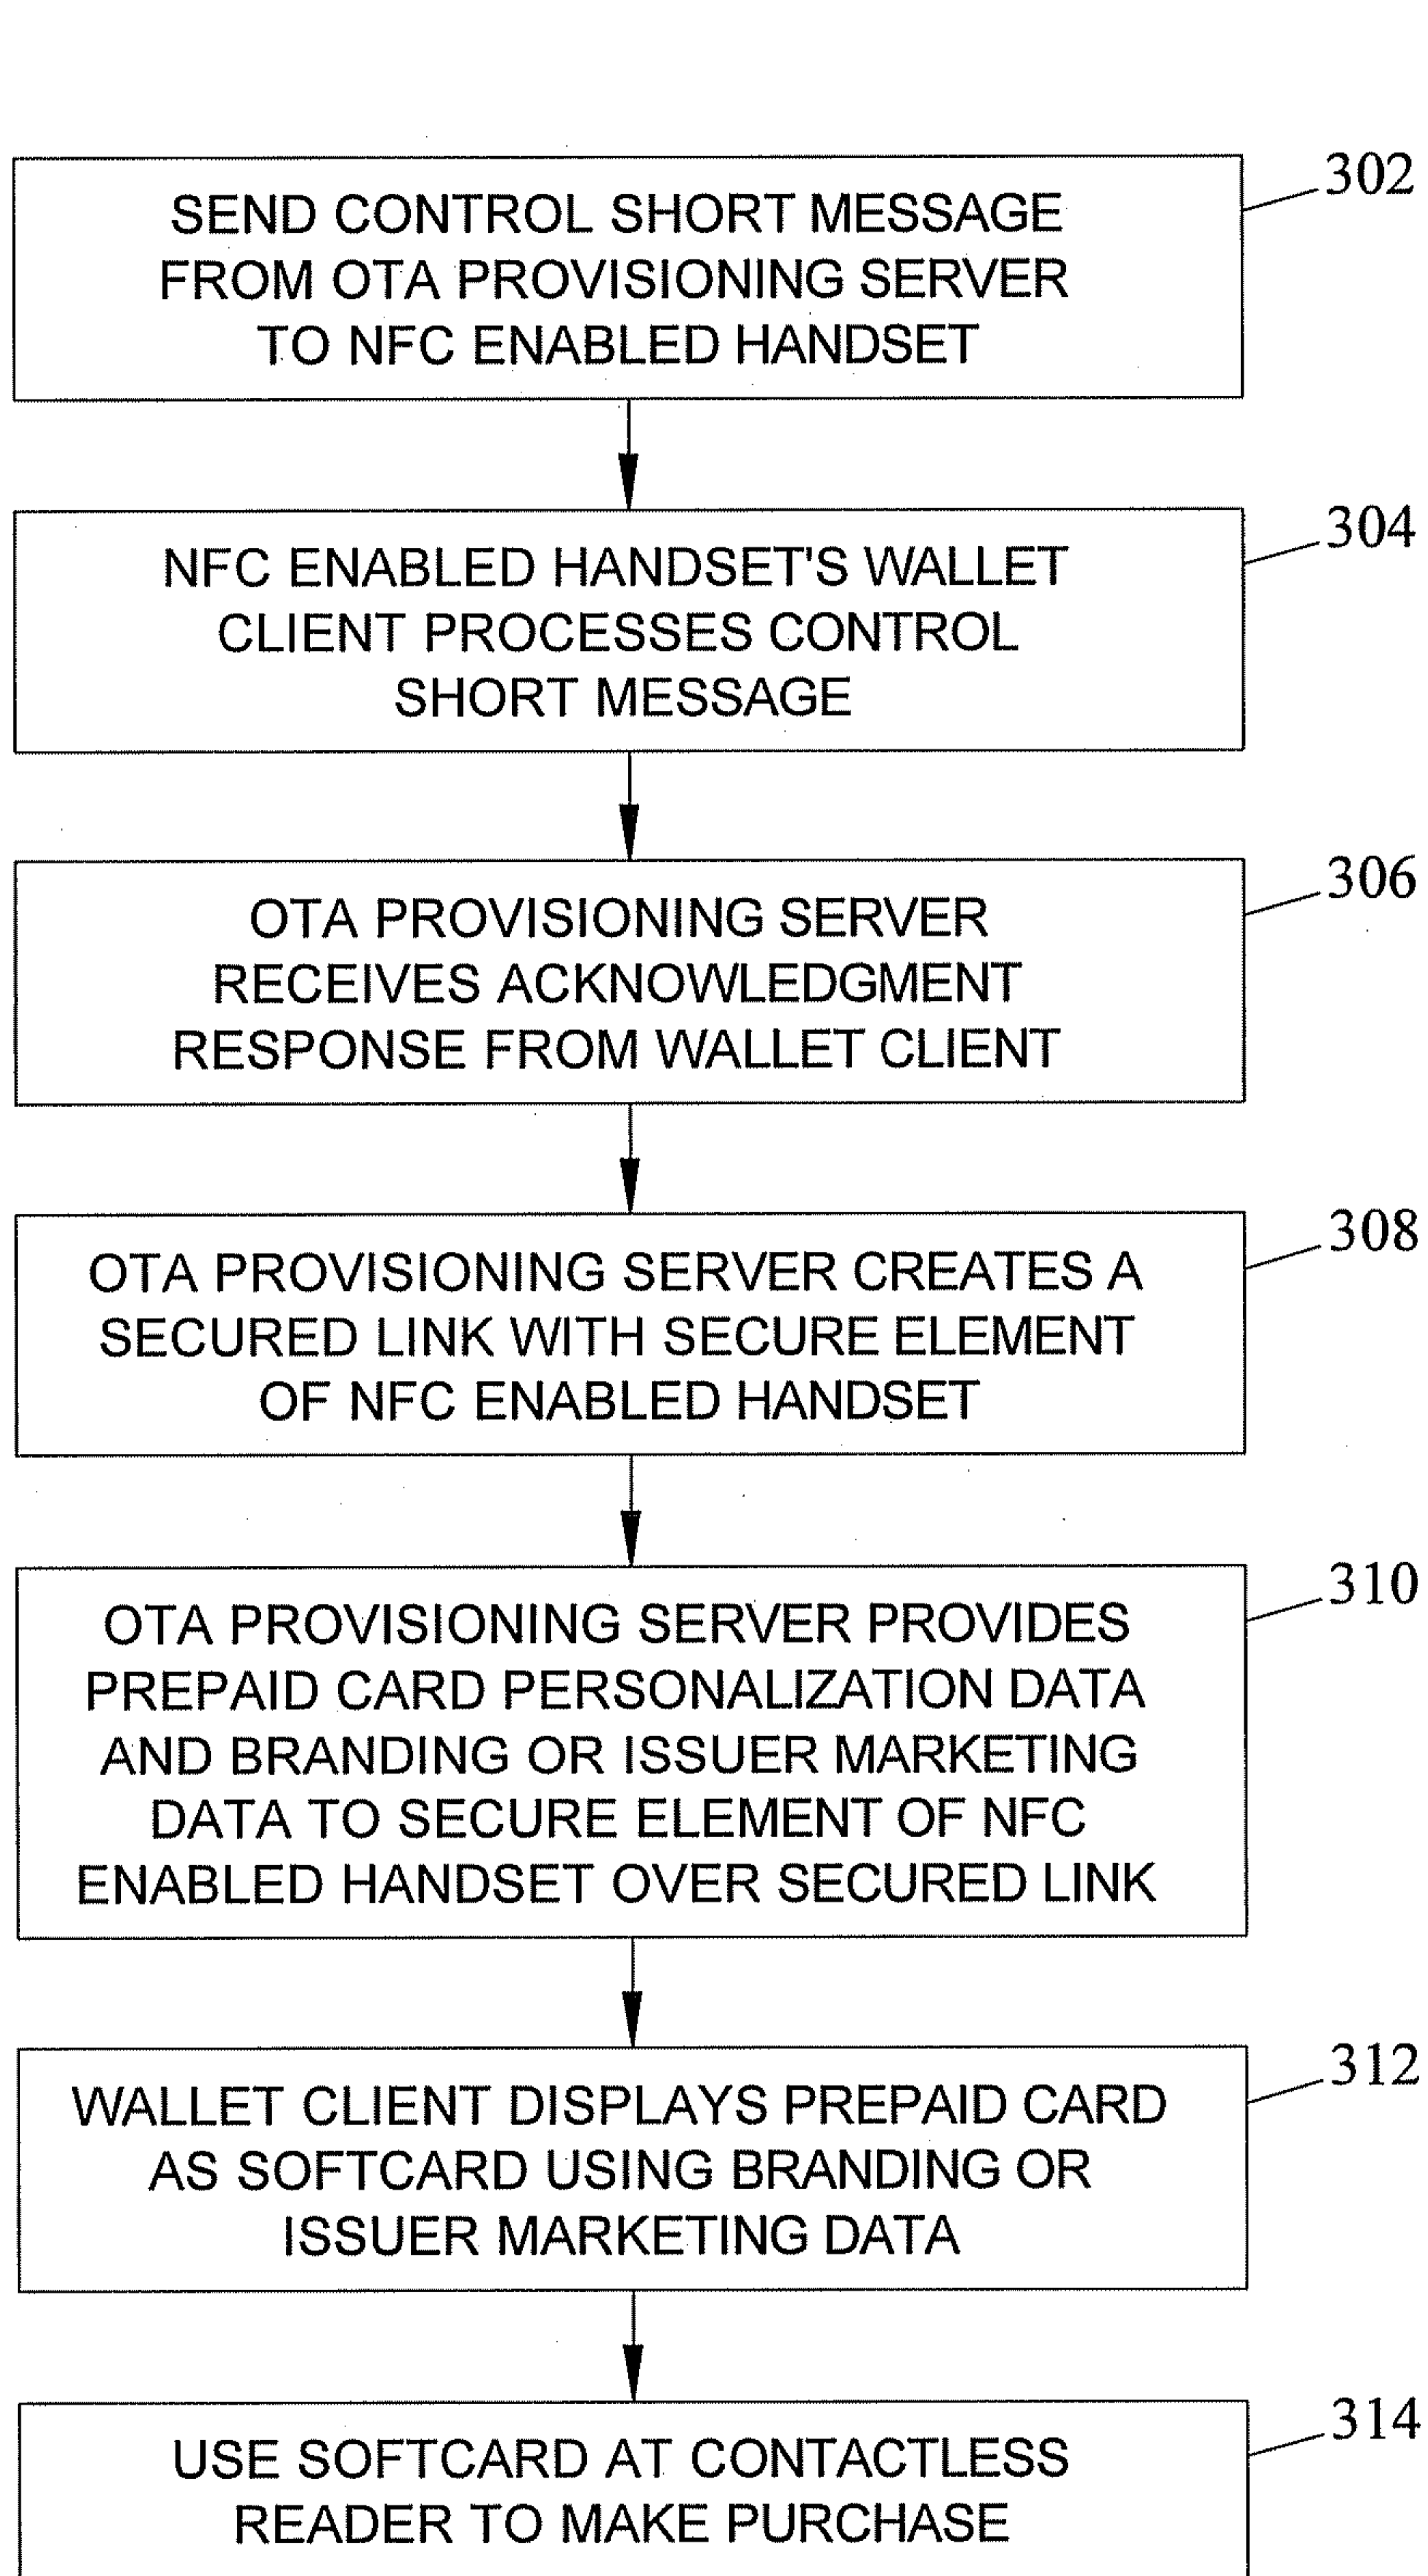 302
SEND CONTROL SHORT MESSAGE
FROM OTA PROVISIONING SERVER
TO NFC ENABLED HANDSET
304
NFC ENABLED HANDSET'S WALLET
CLIENT PROCESSES CONTROL
SHORT MESSAGE
306
OTA PROVISIONING SERVER
RECEIVES ACKNOWLEDGMENT
RESPONSE FROM WALLET CLIENT
308
OTA PROVISIONING SERVER CREATES A
SECURED LINK WITH SECURE ELEMENT
OF NFC ENABLED HANDSET
310
OTA PROVISIONING SERVER PROVIDES
PREPAID CARD PERSONALIZATION DATA
AND BRANDING OR ISSUER MARKETING
DATA TO SECURE ELEMENT OF NFC
ENABLED HANDSET OVER SECURED LINK
312
WALLET CLIENT DISPLAYS PREPAID CARD
AS SOFTCARD USING BRANDING OR
ISSUER MARKETING DATA
314
USE SOFTCARD AT CONTACTLESS
READER TO MAKE PURCHASE